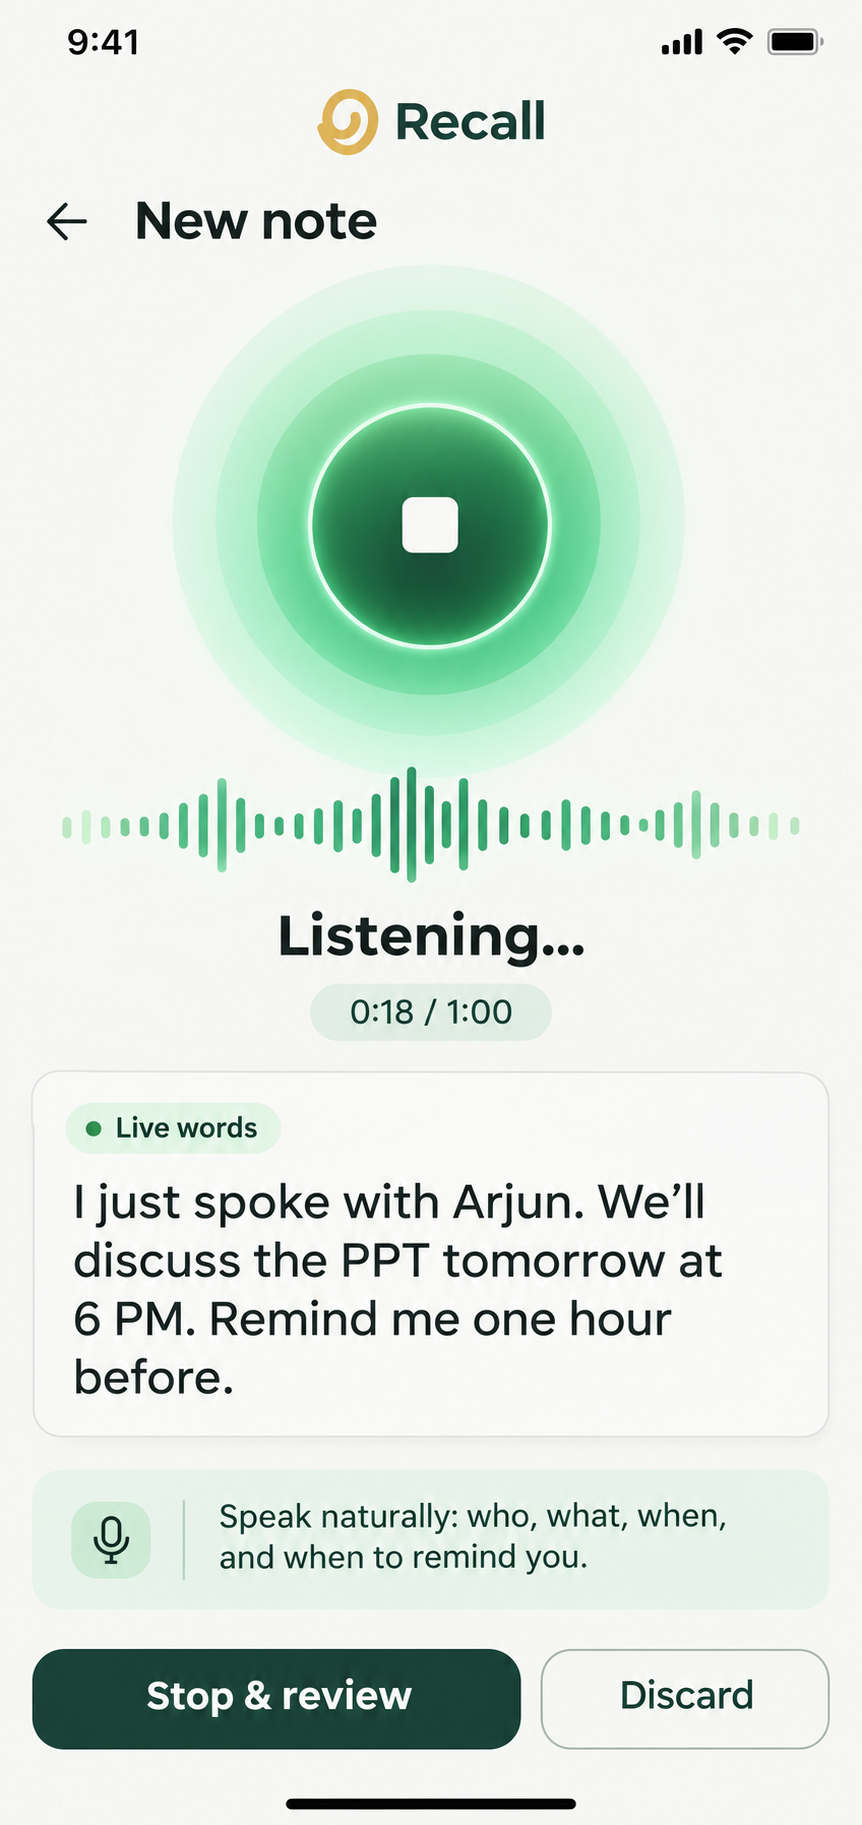 9:41
Recall
New note
Listening...
0:18 / 1:00
Live words
I just spoke with Arjun. We’ll
discuss the PPT tomorrow at
6 PM. Remind me one hour
before.
Speak naturally: who, what, when,
and when to remind you.
Stop & review
Discard